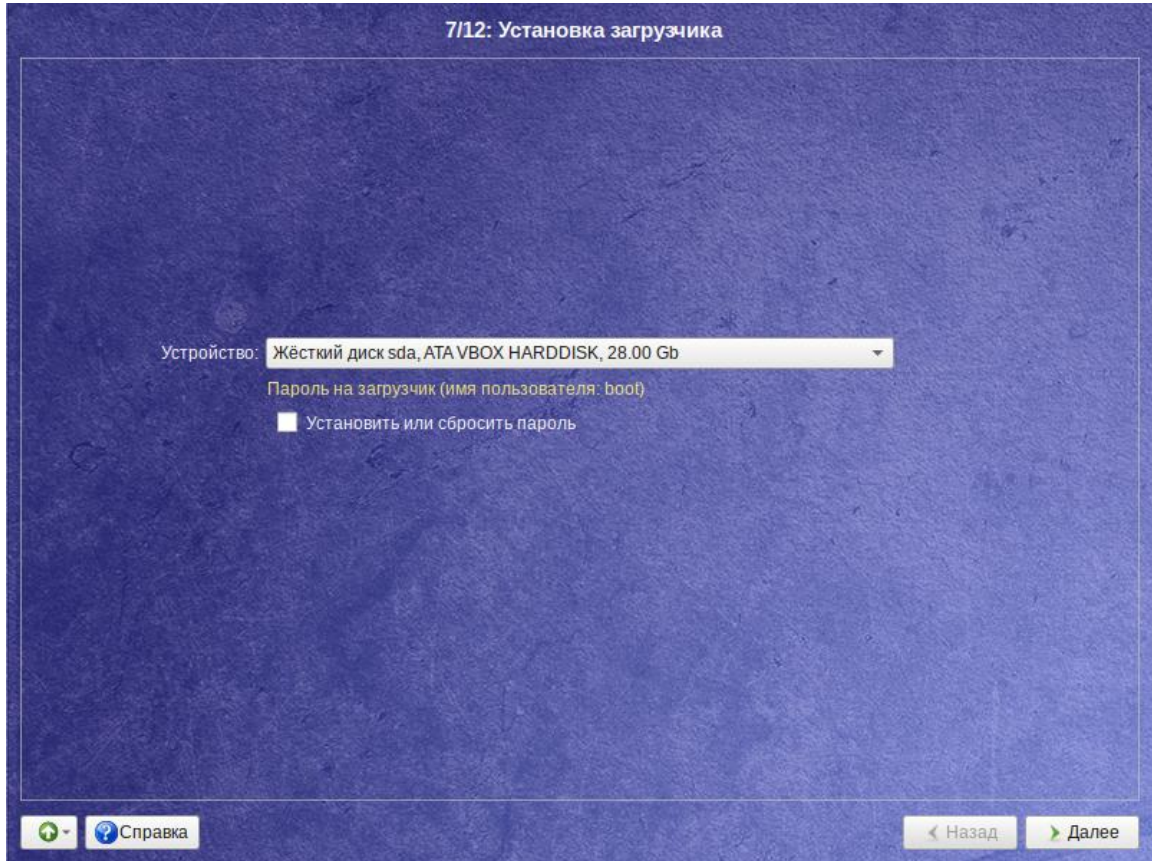 7/12: Установка загрузчика
Устройство: Жёсткий диск sda, ATA VBOX HARDDISK, 28.00 Gb
Пароль на загрузчик (имя пользователя: boot)
Установить или сбросить пароль
Справка Назад Далее